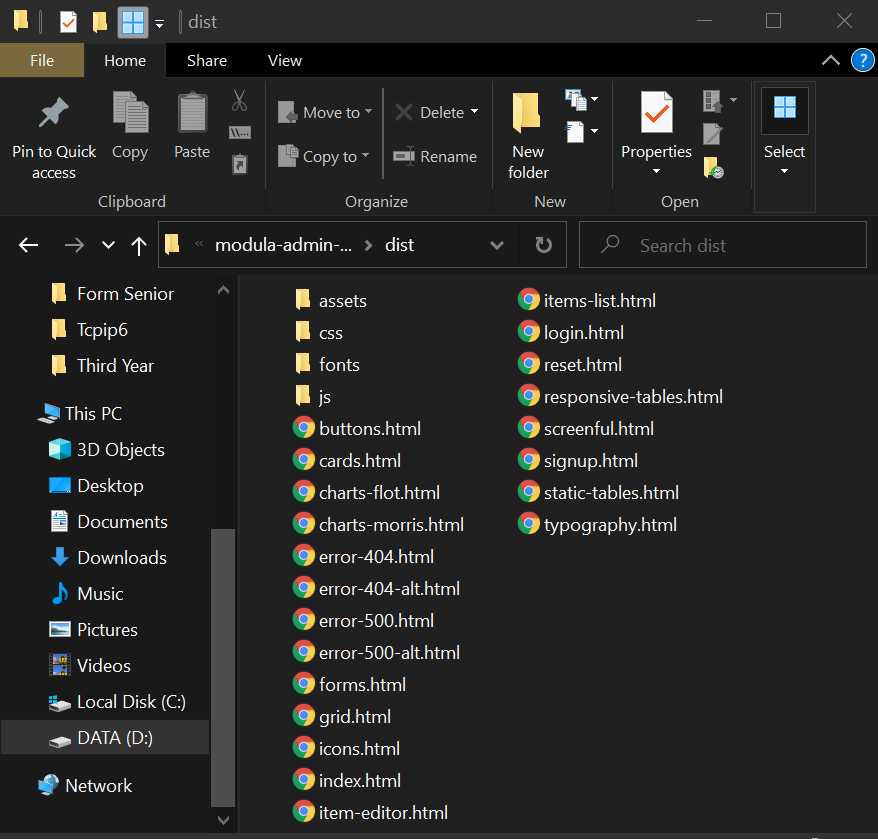 dist
File
Home
Share
View
?
Pin to Quick
access
Copy
Paste
Clipboard
Move to
Copy to
Delete
Rename
Organize
New
folder
New
Properties
Open
Select
« modula-admin-... > dist
Search dist
Form Senior
Tcpip6
Third Year
This PC
3D Objects
Desktop
Documents
Downloads
Music
Pictures
Videos
Local Disk (C:)
DATA (D:)
Network
assets
css
fonts
js
buttons.html
cards.html
charts-flot.html
charts-morris.html
error-404.html
error-404-alt.html
error-500.html
error-500-alt.html
forms.html
grid.html
icons.html
index.html
item-editor.html
items-list.html
login.html
reset.html
responsive-tables.html
screenful.html
signup.html
static-tables.html
typography.html